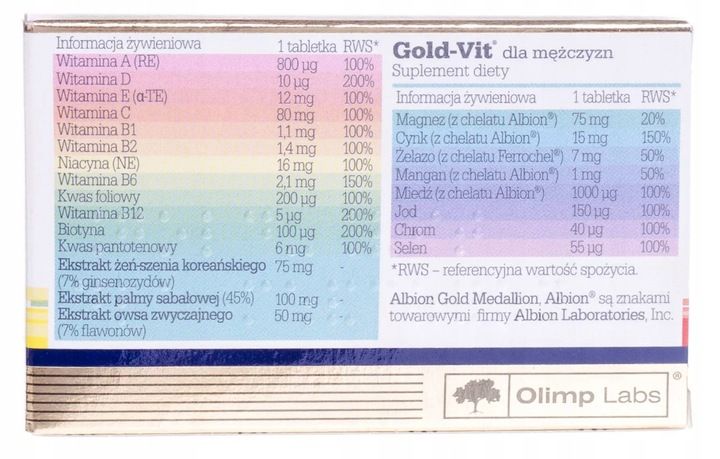 Informacja żywieniowa 1 tabletka RWS*
Witamina A (RE) 800 µg 100%
Witamina D 10 µg 200%
Witamina E (α-TE) 12 mg 100%
Witamina C 80 mg 100%
Witamina B1 1,1 mg 100%
Witamina B2 1,4 mg 100%
Niacyna (NE) 16 mg 100%
Witamina B6 2,1 mg 150%
Kwas foliowy 200 µg 100%
Witamina B12 5 µg 200%
Biotyna 100 µg 200%
Kwas pantotenowy 6 mg 100%
Ekstrakt żeń-szenia koreańskiego 75 mg -
(7% ginsenozydów)
Ekstrakt palmy sabałowej (45%) 100 mg -
Ekstrakt owsa zwyczajnego 50 mg -
(7% flawonów)
Gold-Vit® dla mężczyzn
Suplement diety
Informacja żywieniowa 1 tabletka RWS*
Magnez (z chelatu Albion®) 75 mg 20%
Cynk (z chelatu Albion®) 15 mg 150%
Żelazo (z chelatu Ferrochel®) 7 mg 50%
Mangan (z chelatu Albion®) 1 mg 50%
Miedź (z chelatu Albion®) 1000 µg 100%
Jod 150 µg 100%
Chrom 40 µg 100%
Selen 55 µg 100%
*RWS – referencyjna wartość spożycia.
Albion Gold Medallion, Albion® są znakami
towarowymi firmy Albion Laboratories, Inc.
Olimp Labs®